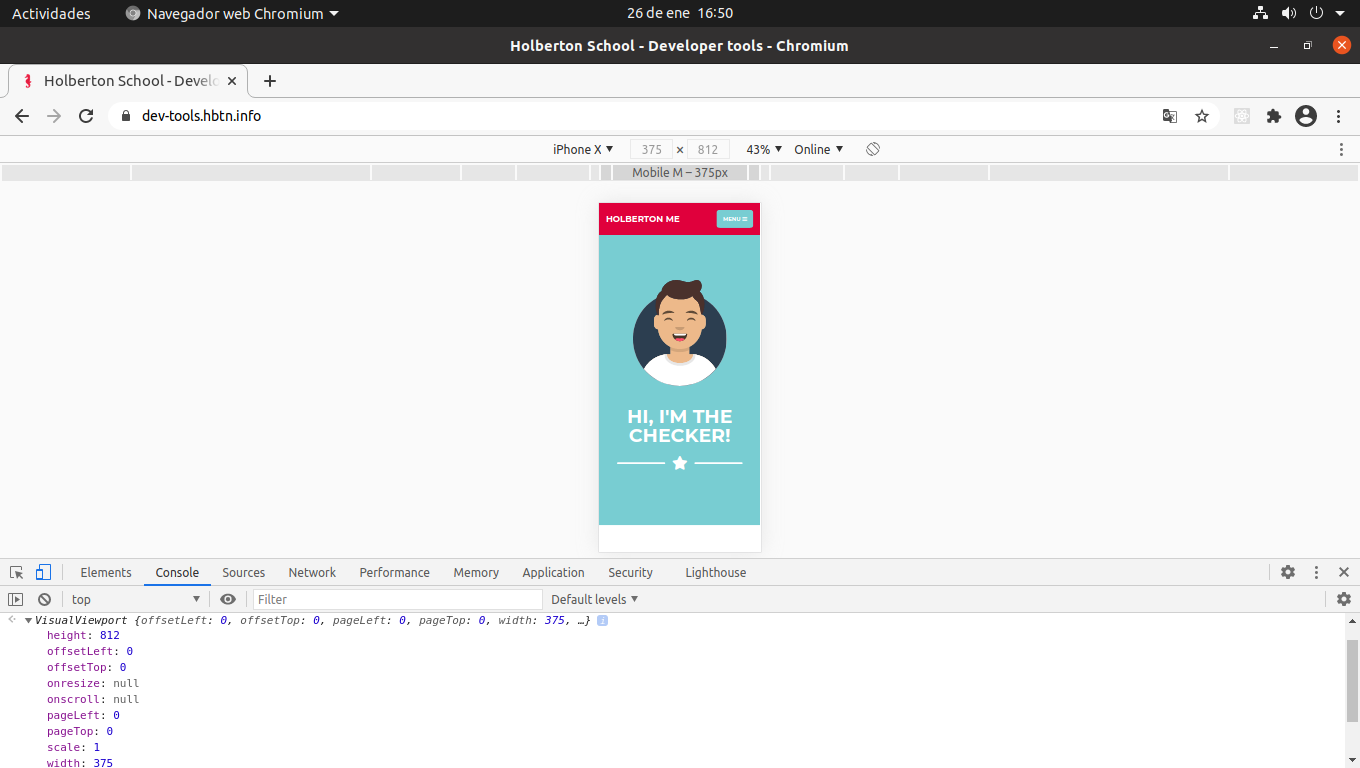 Actividades Navegador web Chromium 26 de ene 16:50
Holberton School - Developer tools - Chromium
Holberton School - Develo
dev-tools.hbtn.info
iPhone X 375 × 812 43% Online
Mobile M – 375px
HOLBERTON ME MENU
HI, I'M THE
CHECKER!
Elements Console Sources Network Performance Memory Application Security Lighthouse
top Filter Default levels
VisualViewport {offsetLeft: 0, offsetTop: 0, pageLeft: 0, pageTop: 0, width: 375, …} i
height: 812
offsetLeft: 0
offsetTop: 0
onresize: null
onscroll: null
pageLeft: 0
pageTop: 0
scale: 1
width: 375